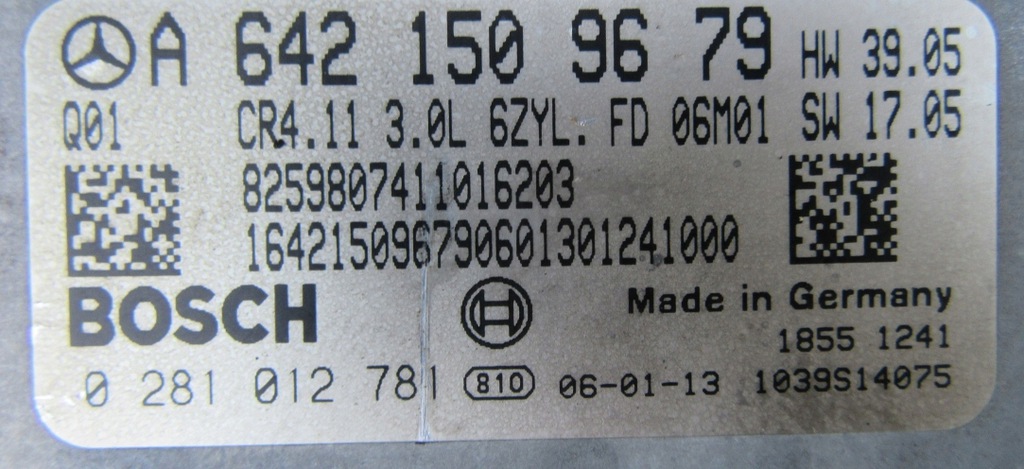 A 642 150 96 79 HW 39.05
Q01 CR4.11 3.0L 6ZYL. FD 06M01 SW 17.05
8259807411016203
164215096790601301241000
BOSCH Made in Germany
1855 1241
0 281 012 781 810 06-01-13 1039S14075